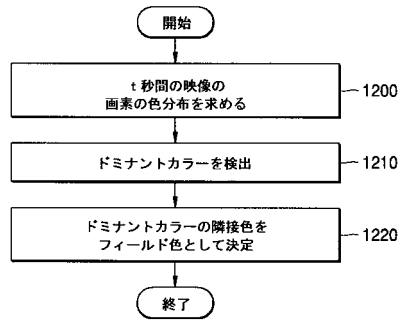 開始
t 秒間の映像の
画素の色分布を求める
1200
ドミナントカラーを検出
1210
ドミナントカラーの隣接色を
フィールド色として決定
1220
終了